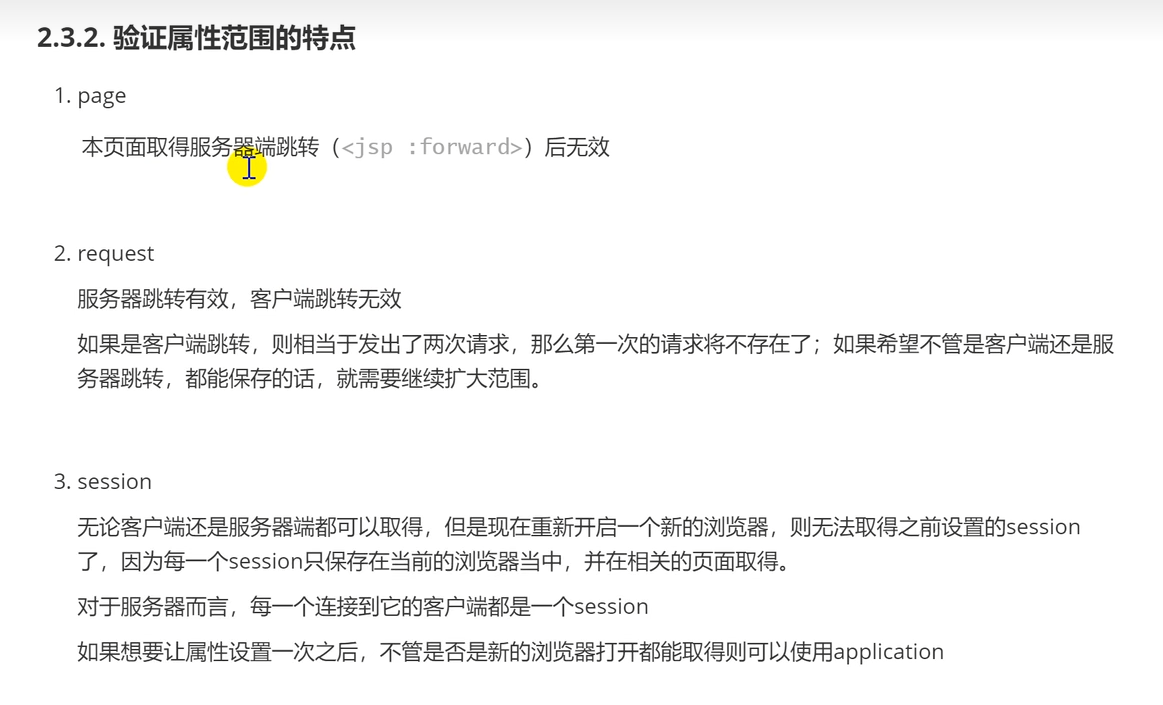 2.3.2. 验证属性范围的特点
1. page
本页面取得服务器端跳转（<jsp :forward>）后无效
2. request
服务器跳转有效，客户端跳转无效
如果是客户端跳转，则相当于发出了两次请求，那么第一次的请求将不存在了；如果希望不管是客户端还是服
务器跳转，都能保存的话，就需要继续扩大范围。
3. session
无论客户端还是服务器端都可以取得，但是现在重新开启一个新的浏览器，则无法取得之前设置的session
了，因为每一个session只保存在当前的浏览器当中，并在相关的页面取得。
对于服务器而言，每一个连接到它的客户端都是一个session
如果想要让属性设置一次之后，不管是否是新的浏览器打开都能取得则可以使用application